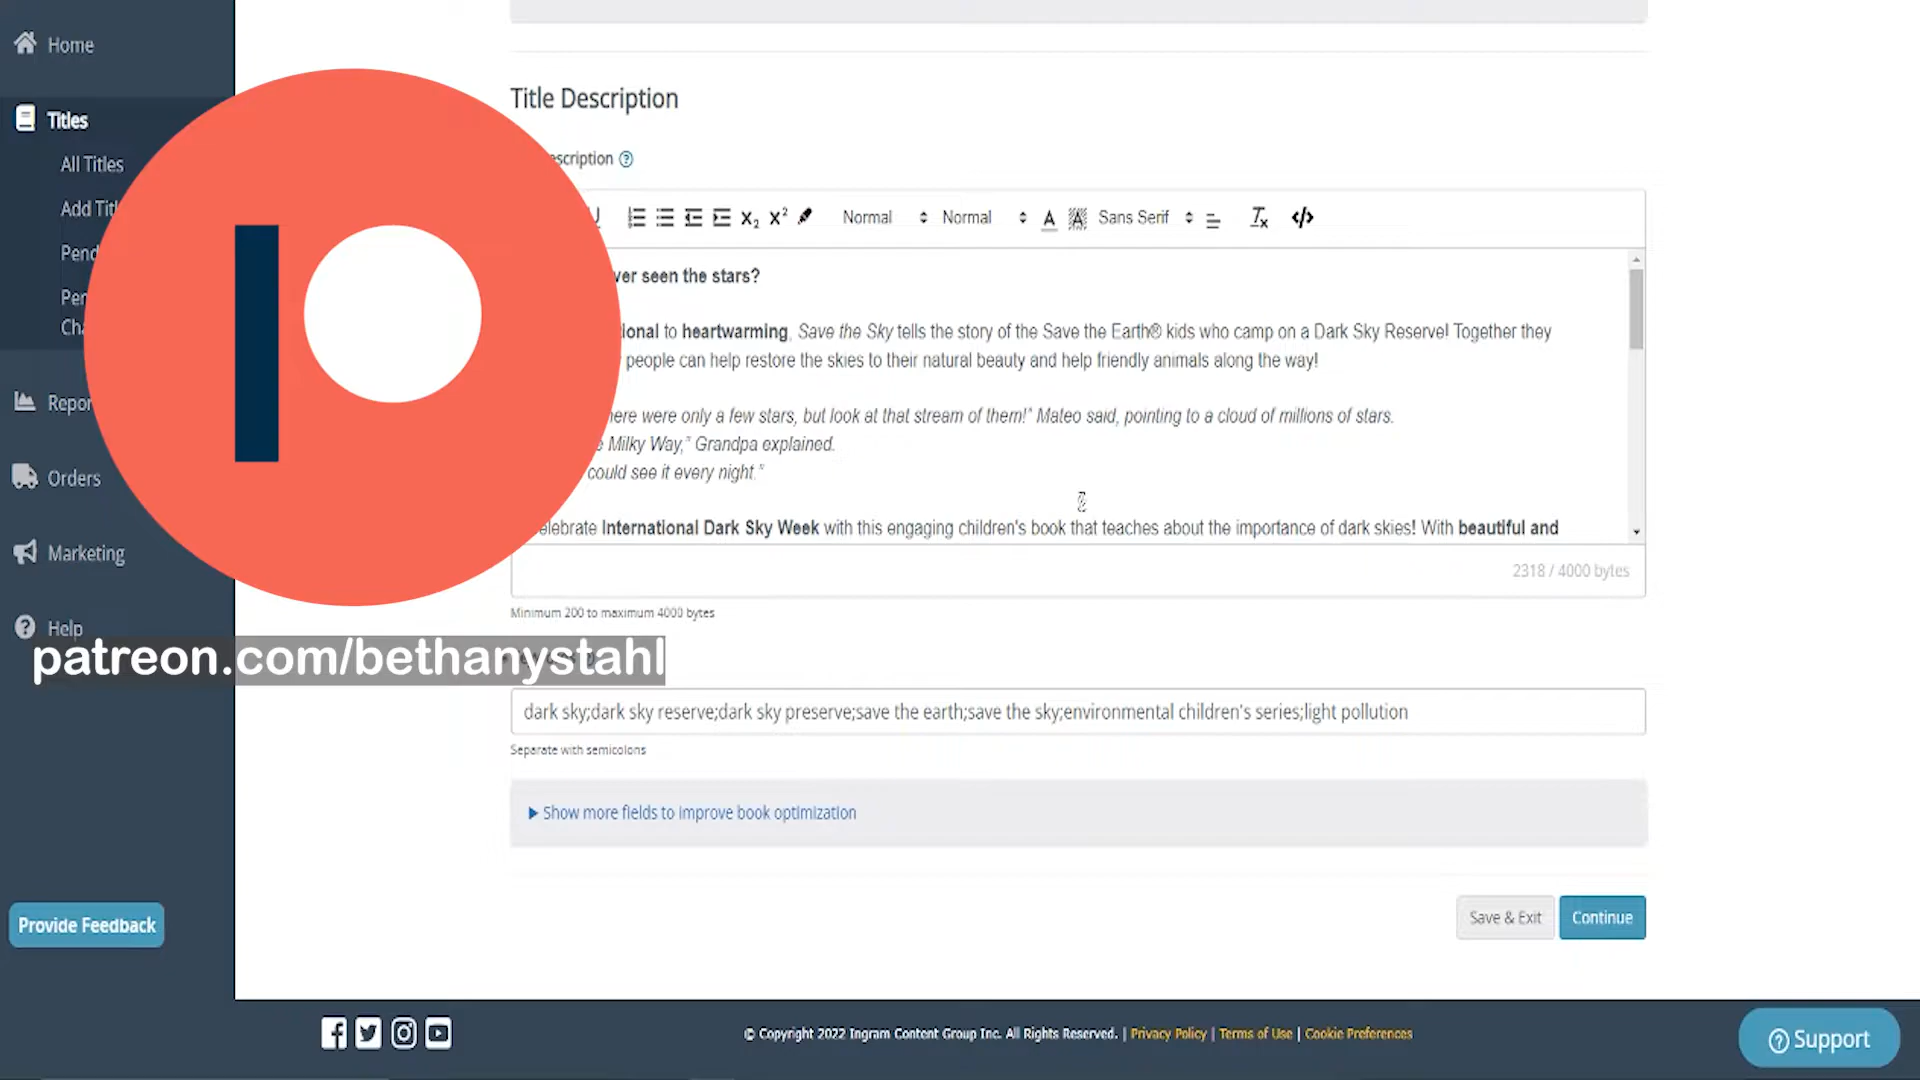 Home
Titles
All Titles
Add Titl
Pend
Pen
Cha
Repor
Orders
Marketing
Help
Provide Feedback
patreon.com/bethanystahl
Title Description
escription
Normal Normal A A Sans Serif
ver seen the stars?
ional to heartwarming, Save the Sky tells the story of the Save the Earth® kids who camp on a Dark Sky Reserve! Together they
people can help restore the skies to their natural beauty and help friendly animals along the way!
here were only a few stars, but look at that stream of them!” Mateo said, pointing to a cloud of millions of stars.
e Milky Way,” Grandpa explained.
could see it every night.”
elebrate International Dark Sky Week with this engaging children's book that teaches about the importance of dark skies! With beautiful and
2318 / 4000 bytes
Minimum 200 to maximum 4000 bytes
dark sky;dark sky reserve;dark sky preserve;save the earth;save the sky;environmental children's series;light pollution
Separate with semicolons
Show more fields to improve book optimization
Save & Exit
Continue
© Copyright 2022 Ingram Content Group Inc. All Rights Reserved. | Privacy Policy | Terms of Use | Cookie Preferences
Support